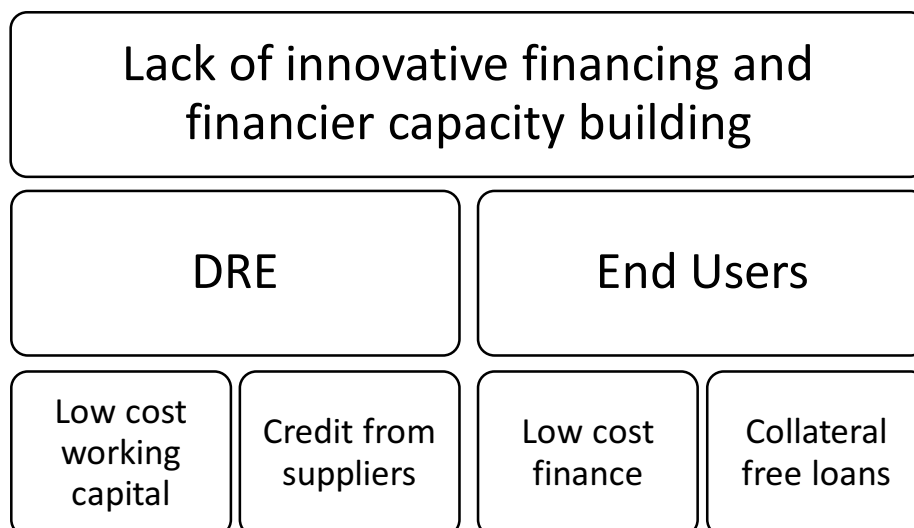 Lack of innovative financing and
financier capacity building
DRE
End Users
Low cost
working
capital
Credit from
suppliers
Low cost
finance
Collateral
free loans